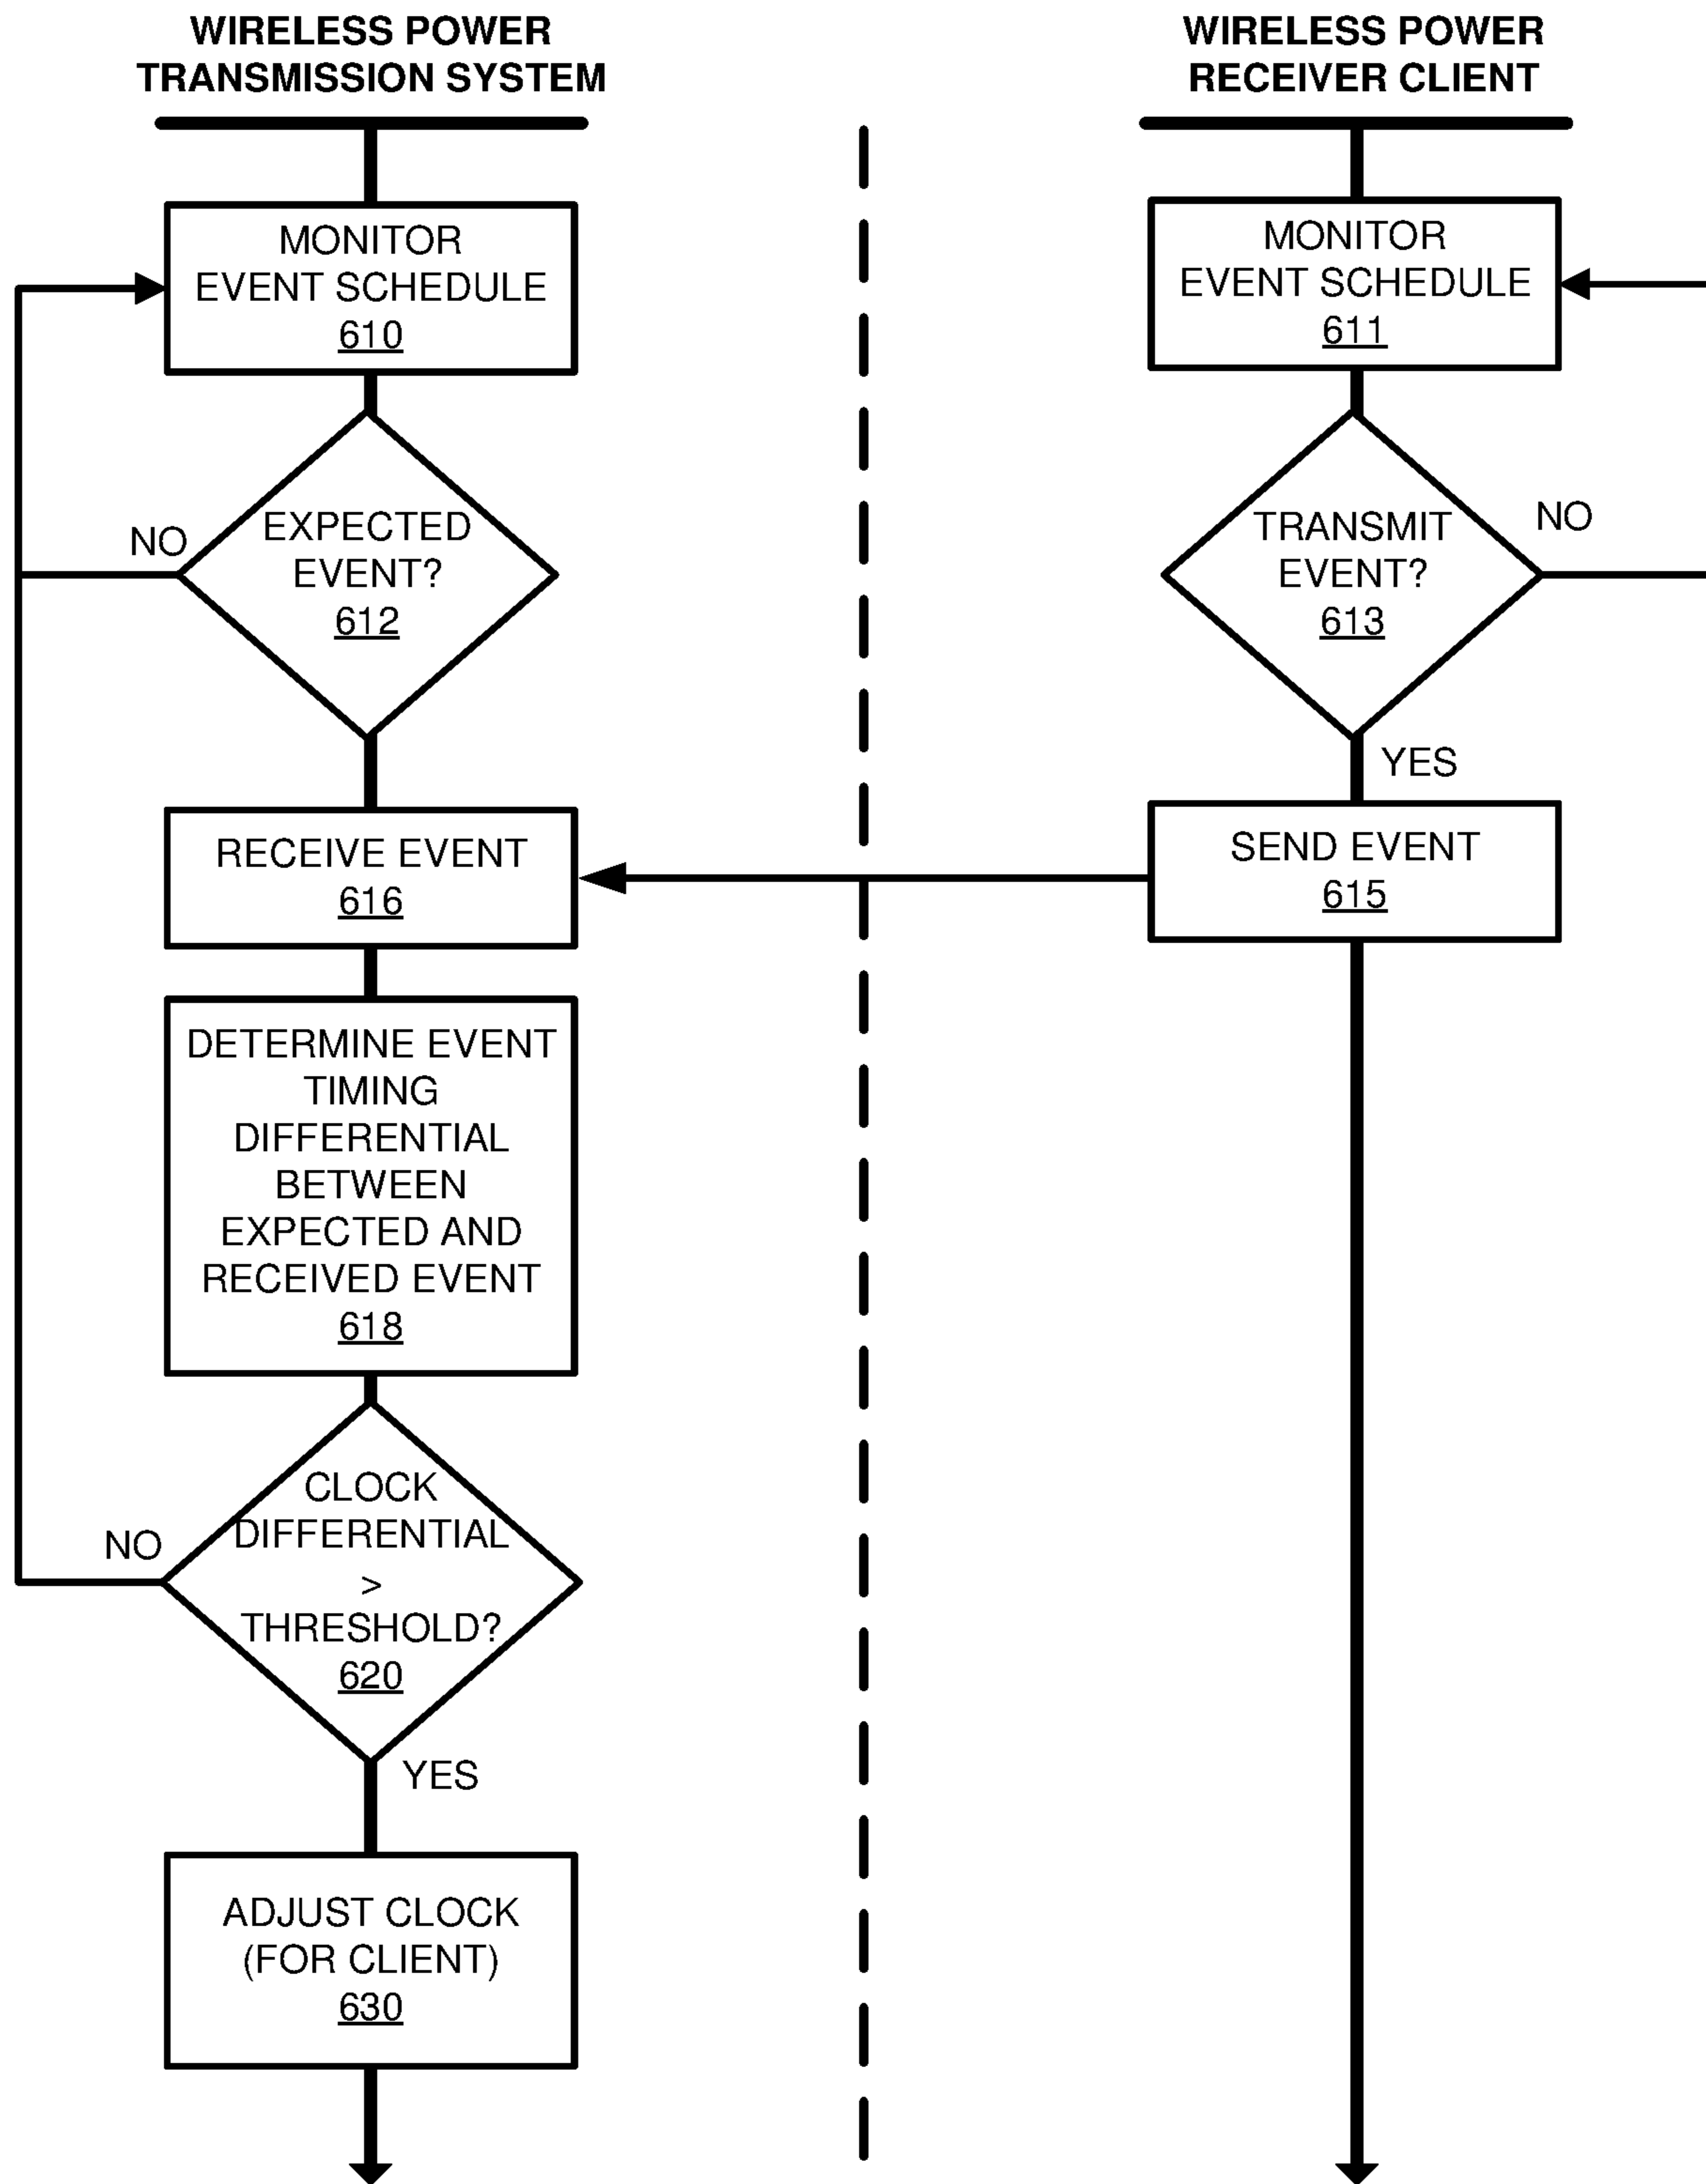 WIRELESS POWER
TRANSMISSION SYSTEM
MONITOR
EVENT SCHEDULE
610
NO
EXPECTED
EVENT?
612
RECEIVE EVENT
616
DETERMINE EVENT
TIMING
DIFFERENTIAL
BETWEEN
EXPECTED AND
RECEIVED EVENT
618
NO
CLOCK
DIFFERENTIAL
>
THRESHOLD?
620
YES
ADJUST CLOCK
(FOR CLIENT)
630
WIRELESS POWER
RECEIVER CLIENT
MONITOR
EVENT SCHEDULE
611
TRANSMIT
EVENT?
613
NO
YES
SEND EVENT
615